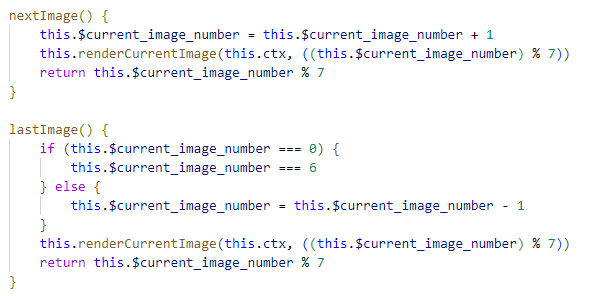 nextImage() {
    this.$current_image_number = this.$current_image_number + 1
    this.renderCurrentImage(this.ctx, ((this.$current_image_number) % 7))
    return this.$current_image_number % 7
}

lastImage() {
    if (this.$current_image_number === 0) {
        this.$current_image_number === 6
    } else {
        this.$current_image_number = this.$current_image_number - 1
    }
    this.renderCurrentImage(this.ctx, ((this.$current_image_number) % 7))
    return this.$current_image_number % 7
}